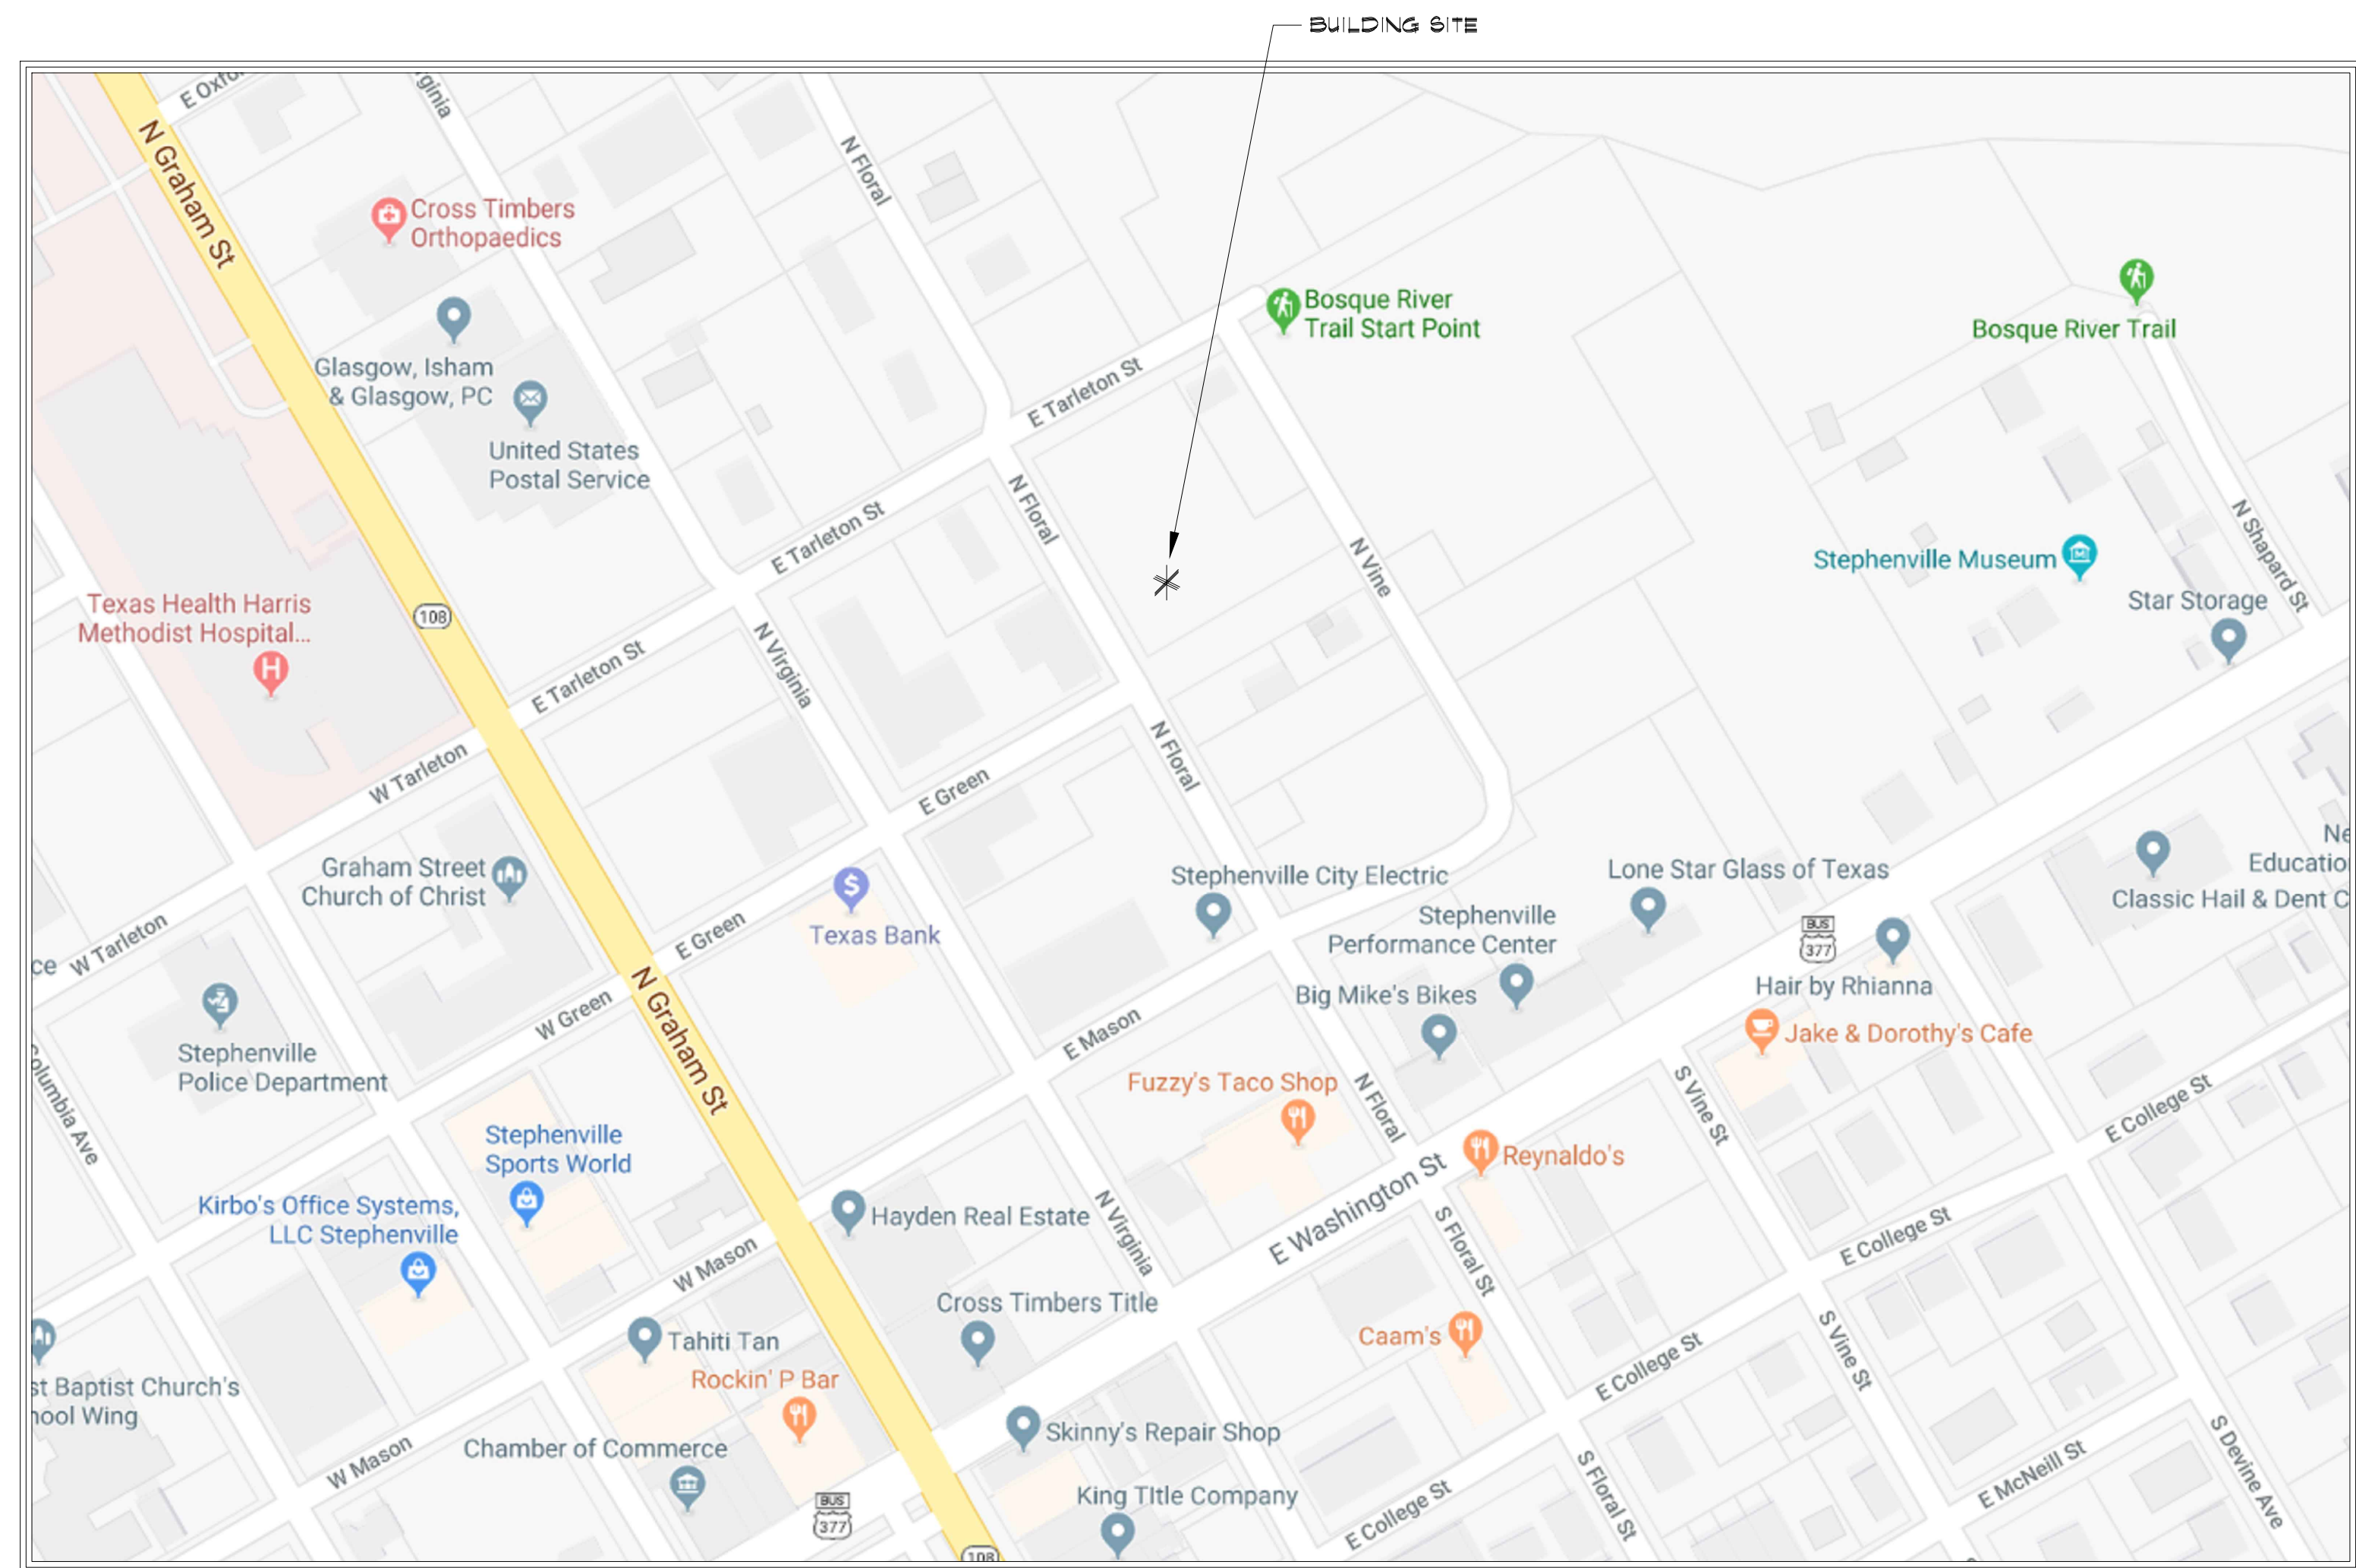 BUILDING SITE
E Oxfo
rginia
N Graham St
N Floral
Cross Timbers
Orthopaedics
Bosque River
Trail Start Point
Bosque River Trail
Glasgow, Isham
& Glasgow, PC
E Tarleton St
United States
Postal Service
N Floral
E Tarleton St
N Vine
N Shapard St
Stephenville Museum
Star Storage
Texas Health Harris
Methodist Hospital...
108
N Virginia
E Tarleton St
W Tarleton
N Floral
E Green
Graham Street
Church of Christ
Stephenville City Electric
Lone Star Glass of Texas
Ne
Educatio
Classic Hail & Dent C
Texas Bank
E Green
Stephenville
Performance Center
BUS
377
ce
W Tarleton
Hair by Rhianna
Big Mike's Bikes
W Green
N Graham St
E Mason
Jake & Dorothy's Cafe
Stephenville
Police Department
olumbia Ave
Fuzzy's Taco Shop
N Floral
S Vine St
E College St
Stephenville
Sports World
Reynaldo's
Kirbo's Office Systems,
LLC Stephenville
Hayden Real Estate
N Virginia
E Washington St
S Floral St
E College St
W Mason
Cross Timbers Title
Tahiti Tan
Caam's
S Vine St
Rockin' P Bar
E College St
st Baptist Church's
hool Wing
Skinny's Repair Shop
Chamber of Commerce
W Mason
S Floral St
E McNeill St
S Devine Ave
BUS
377
King TItle Company
E College St
108